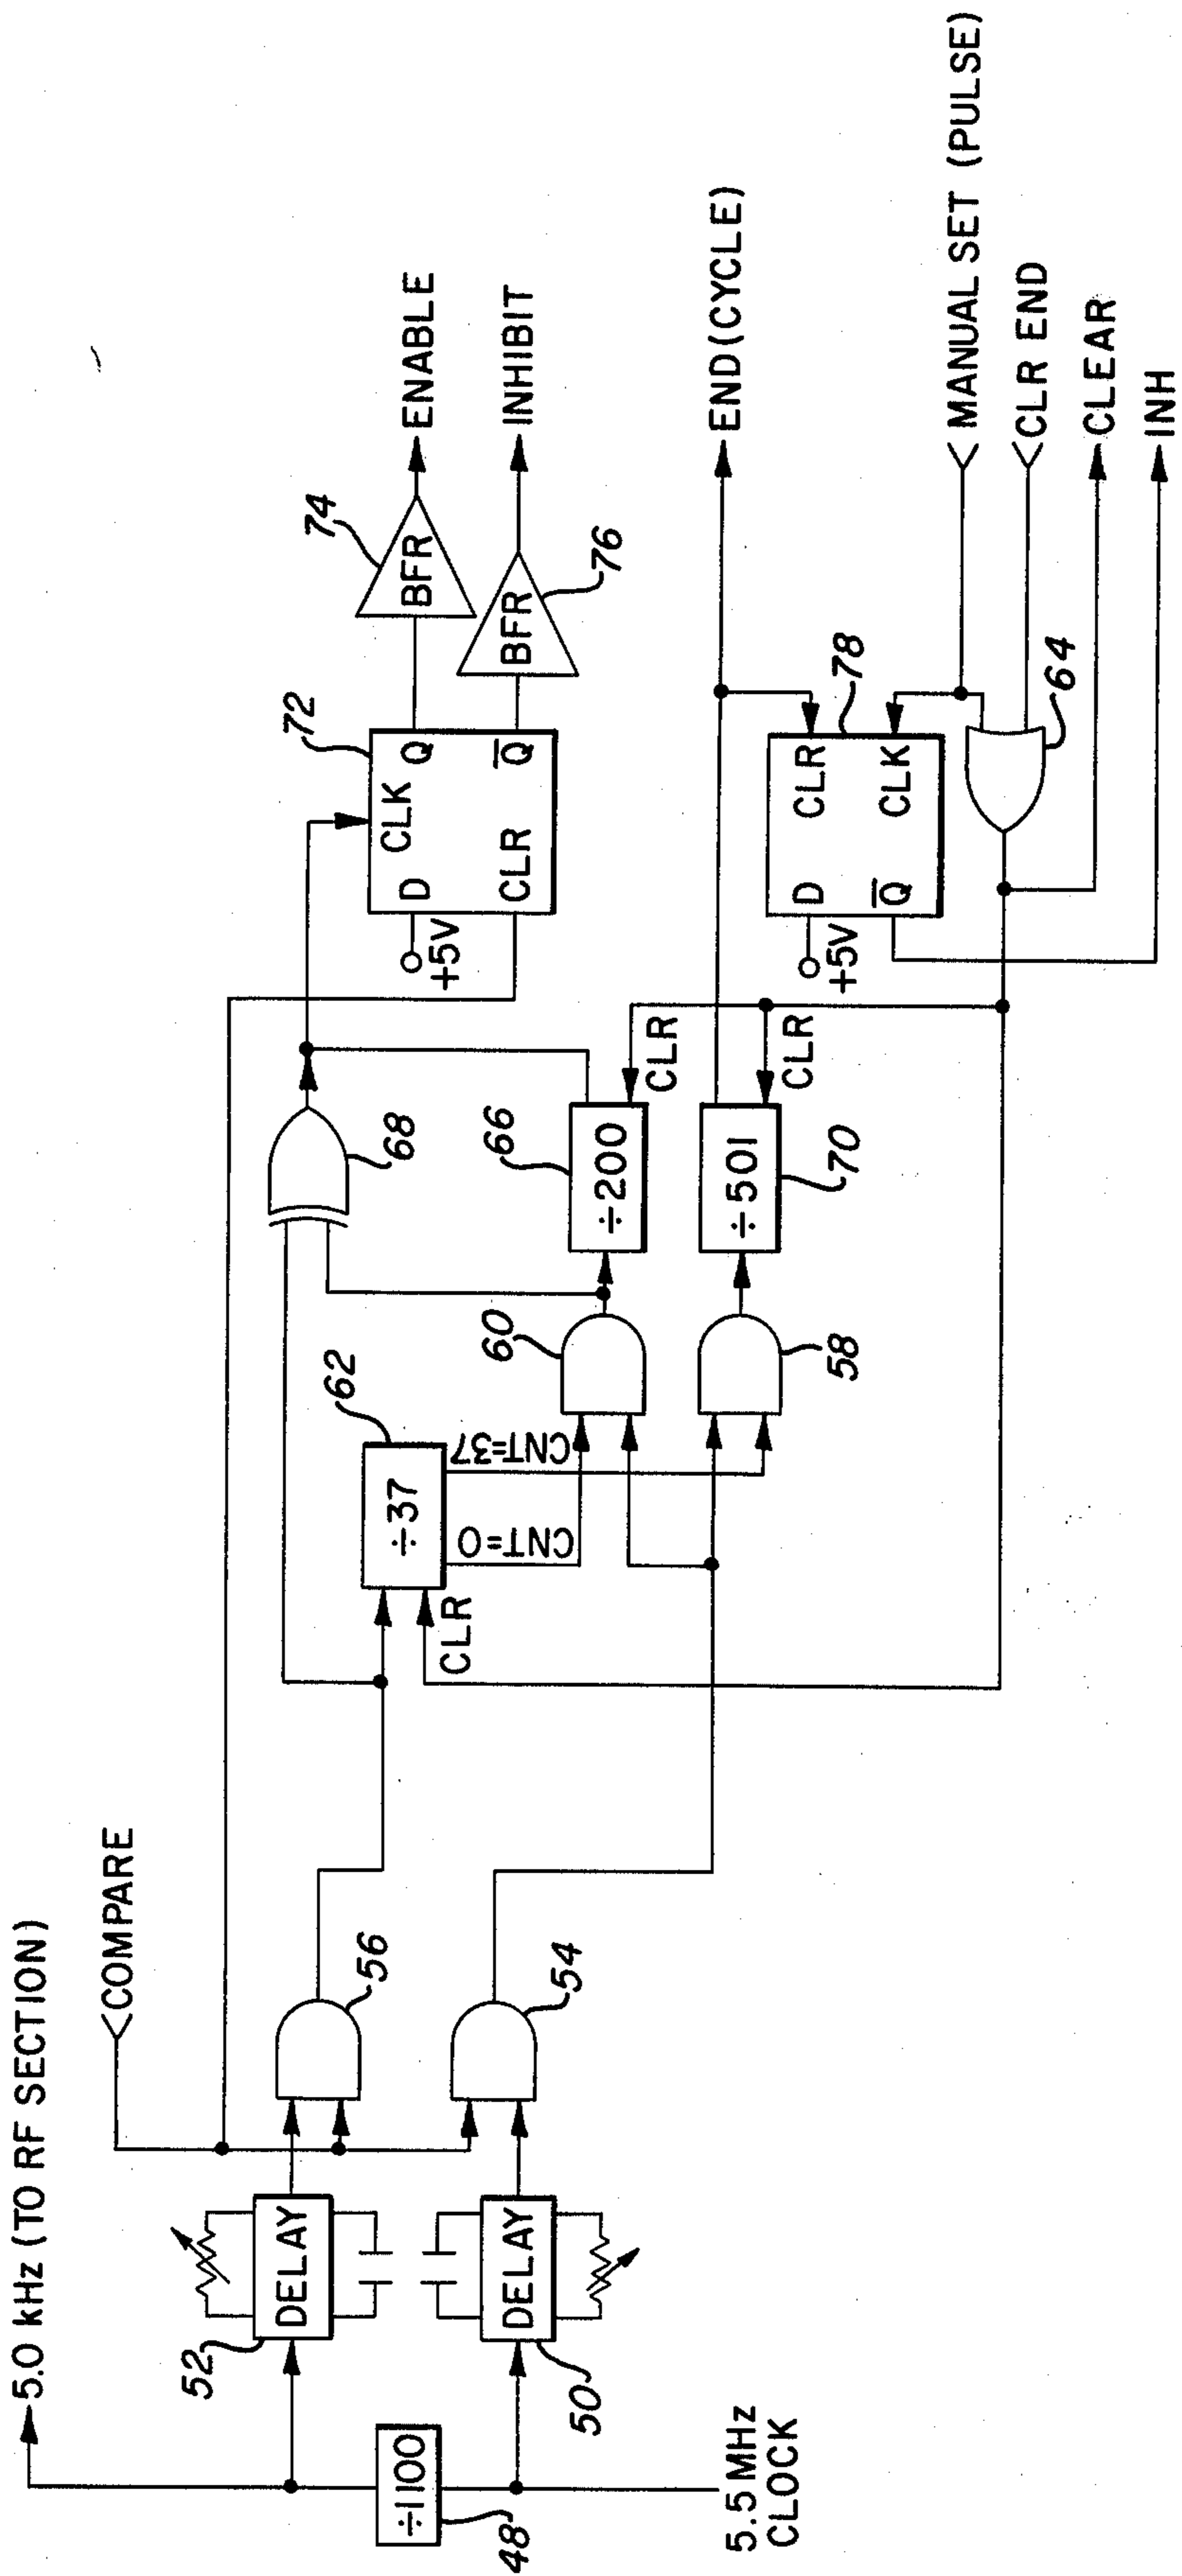 5.0 kHz (TO RF SECTION)
COMPARE
52
DELAY
56
÷1100
48
DELAY
50
54
5.5 MHz
CLOCK
62
÷37
CLR
CNT=0
CNT=37
60
58
68
66
÷200
CLR
÷501
70
CLR
72
D
CLK
Q
CLR
Q̅
+5V
74
BFR
ENABLE
BFR
76
INHIBIT
END(CYCLE)
78
D
CLR
Q̅
CLK
+5V
64
MANUAL SET (PULSE)
CLR END
CLEAR
INH